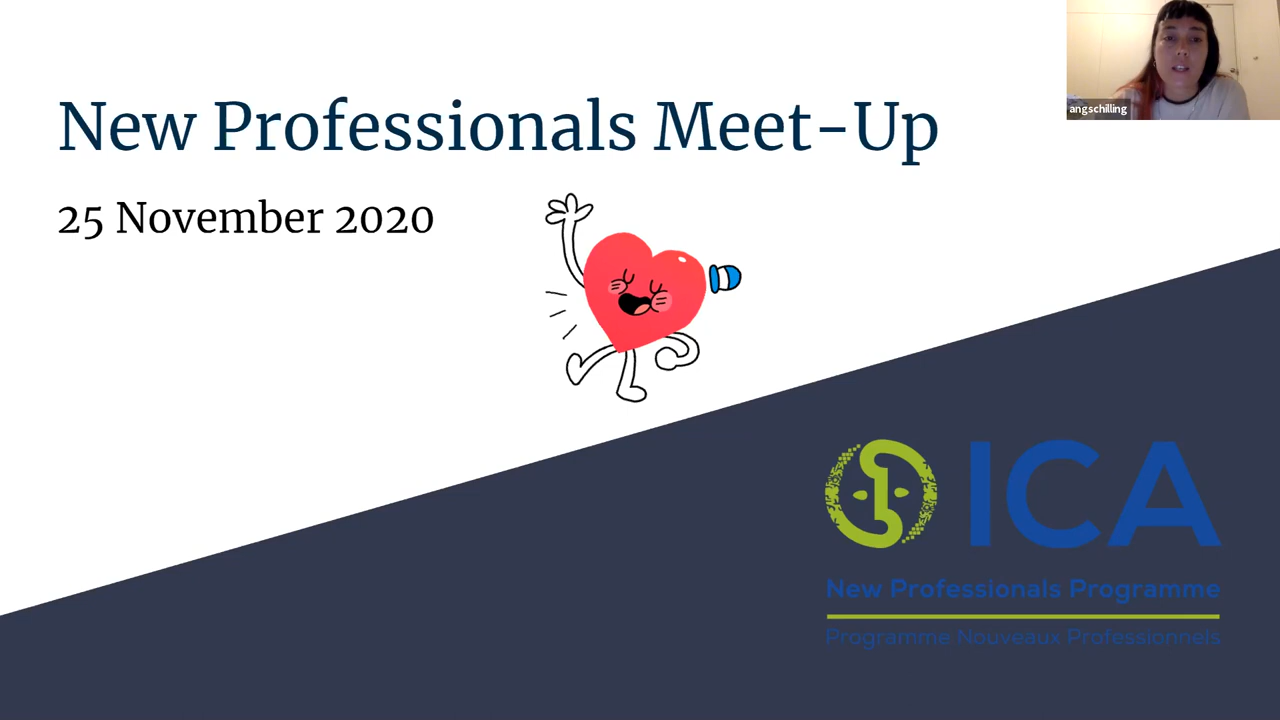 New Professionals Meet-Up
25 November 2020
angschilling
ICA
New Professionals Programme
Programme Nouveaux Professionnels